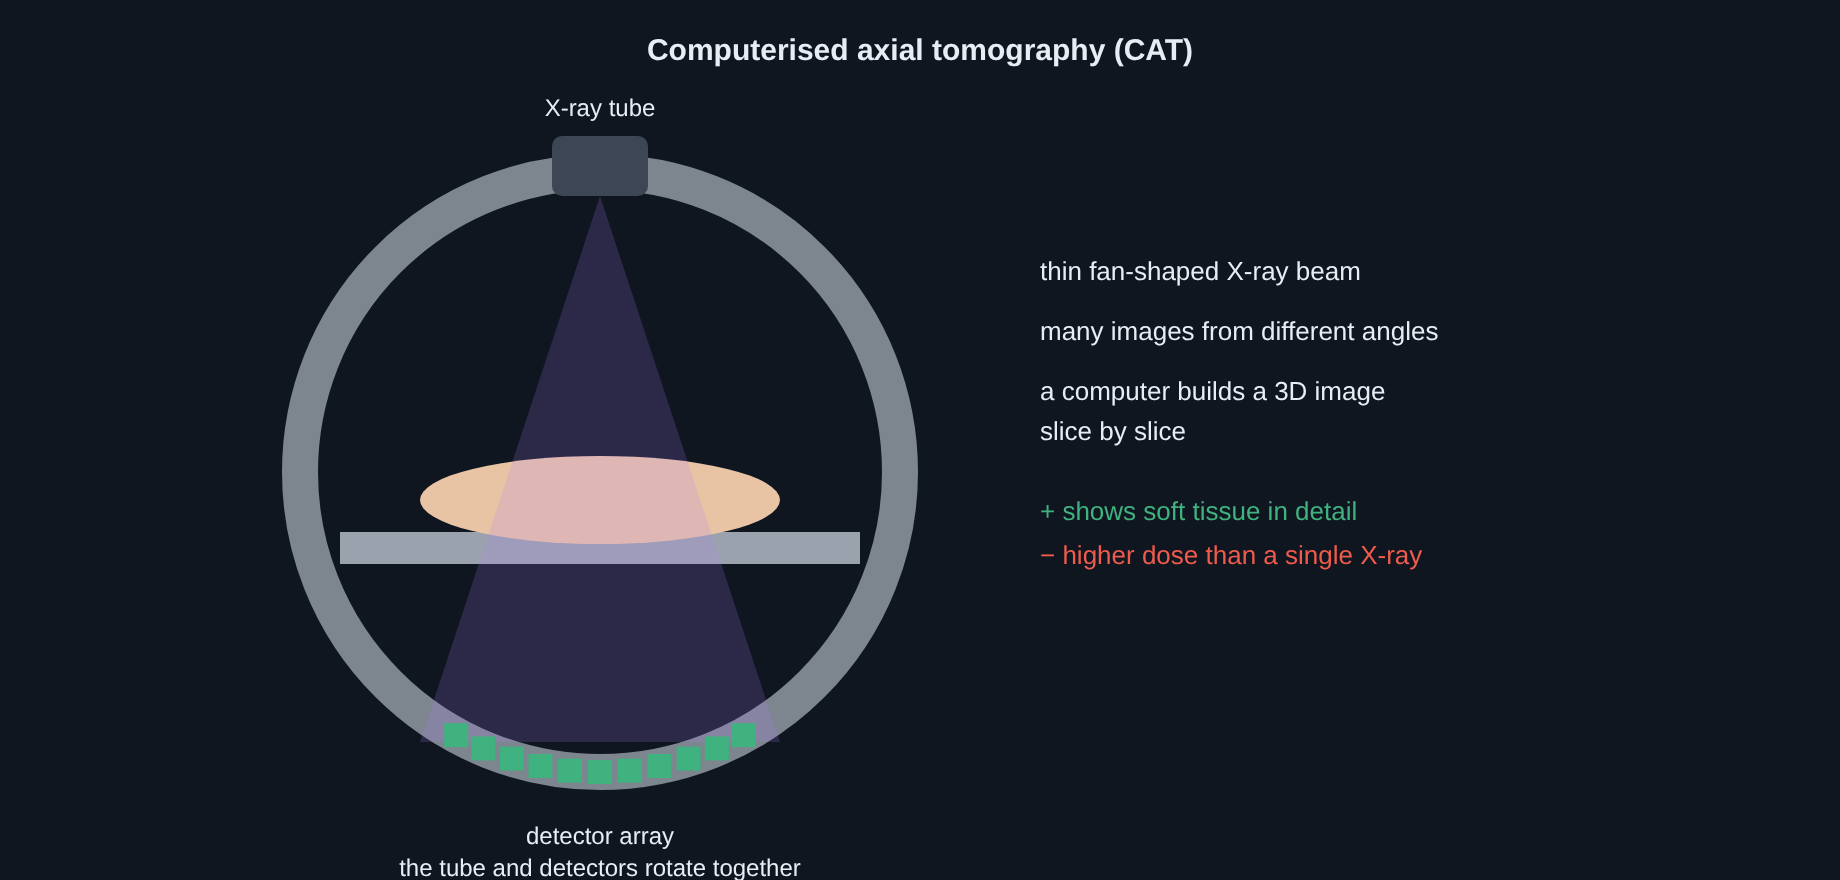 Computerised axial tomography (CAT)
X-ray tube
thin fan-shaped X-ray beam
many images from different angles
a computer builds a 3D image
slice by slice
+ shows soft tissue in detail
− higher dose than a single X-ray
detector array
the tube and detectors rotate together